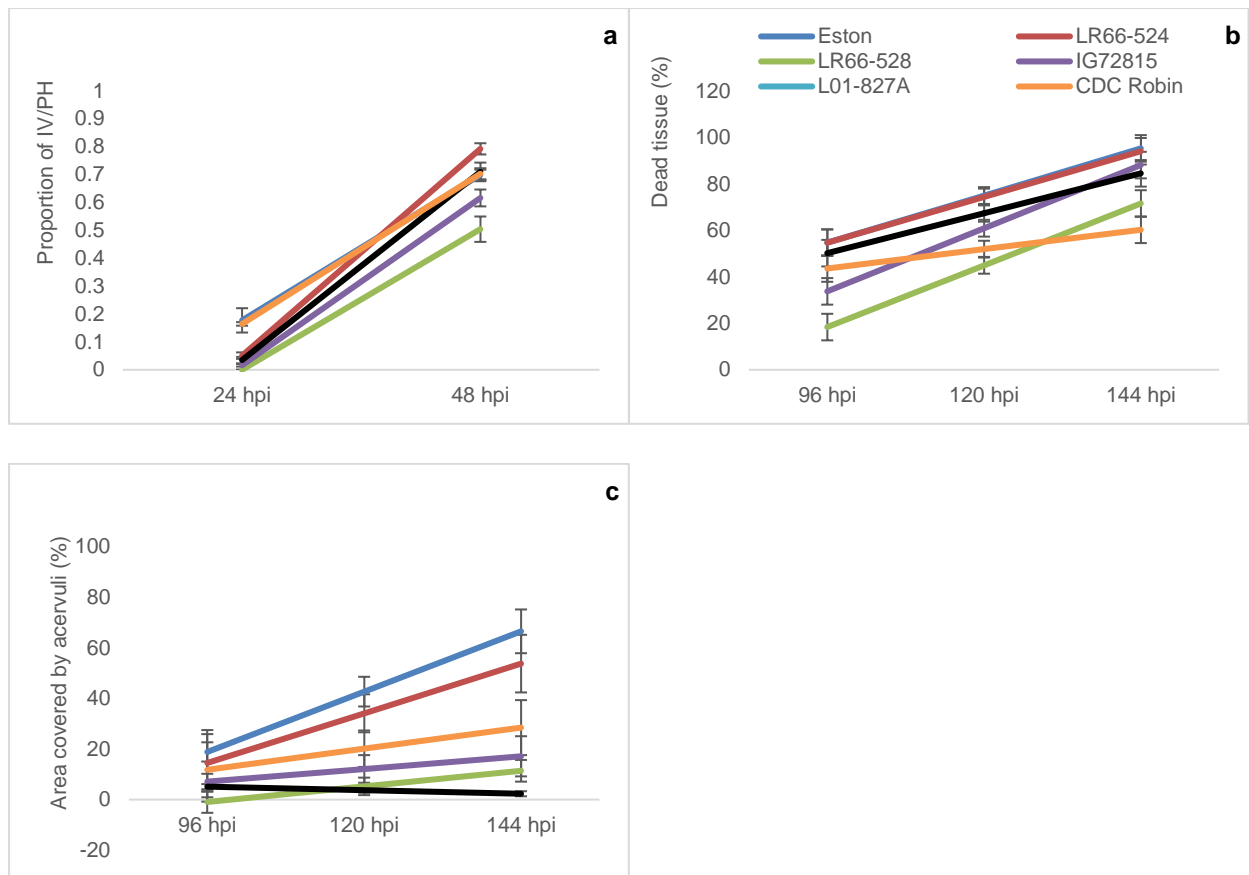 a
Proportion of IV/PH
1
0.9
0.8
0.7
0.6
0.5
0.4
0.3
0.2
0.1
0
24 hpi 48 hpi
b
Eston LR66-524
LR66-528 IG72815
L01-827A CDC Robin
Dead tissue (%)
120
100
80
60
40
20
0
96 hpi 120 hpi 144 hpi
c
Area covered by acervuli (%)
100
80
60
40
20
0
96 hpi 120 hpi 144 hpi
-20